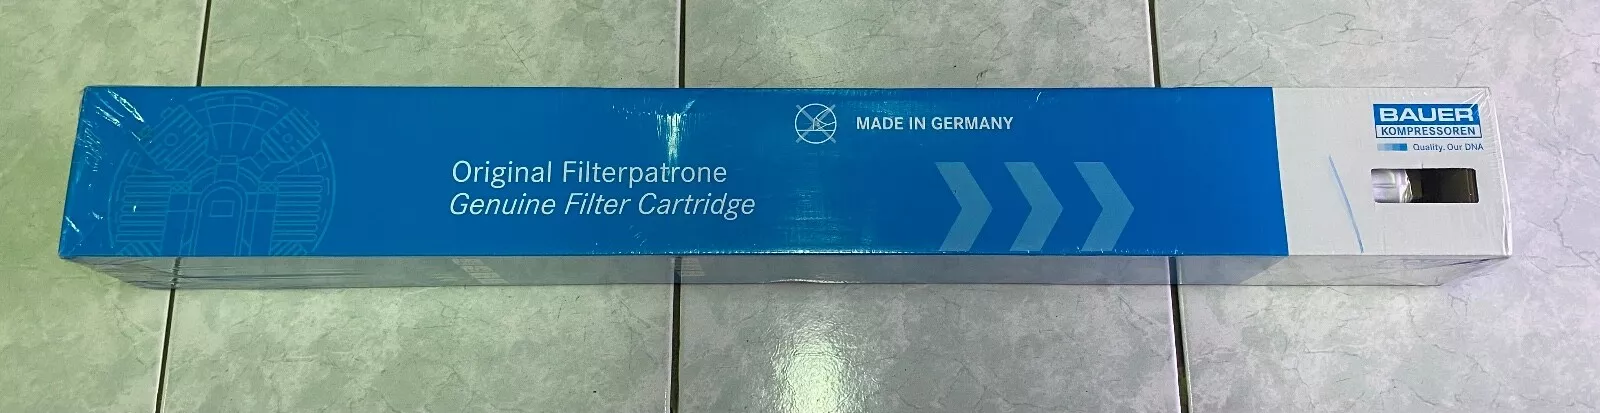 MADE IN GERMANY
Original Filterpatrone
Genuine Filter Cartridge
BAUER
KOMPRESSOREN
Quality. Our DNA